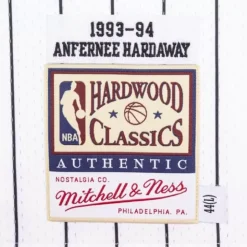 1993-94
ANFERNEE HARDAWAY
NBA
HARDWOOD
CLASSICS
AUTHENTIC
NOSTALGIA CO.
Mitchell & Ness
PHILADELPHIA, PA.
44(L)